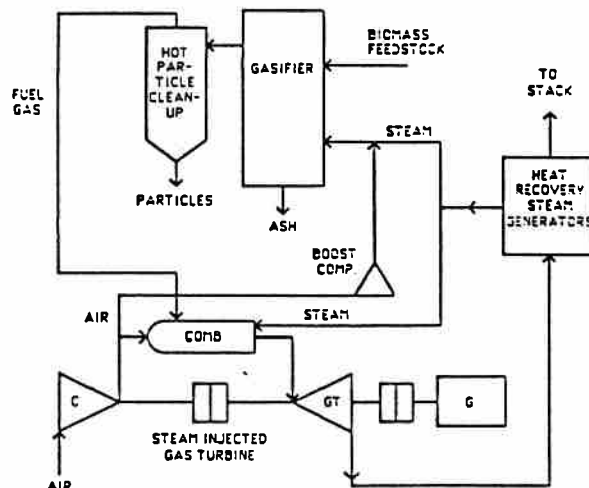 BIOMASS
FEEDSTOCK
HOT
PAR-
TICLE
CLEAN-
UP
GASIFIER
FUEL
GAS
TO
STACK
STEAM
HEAT
RECOVERY
STEAM
GENERATORS
PARTICLES
ASH
BOOST
COMP.
AIR
STEAM
COMB
C
GT
G
STEAM INJECTED
GAS TURBINE
AIR